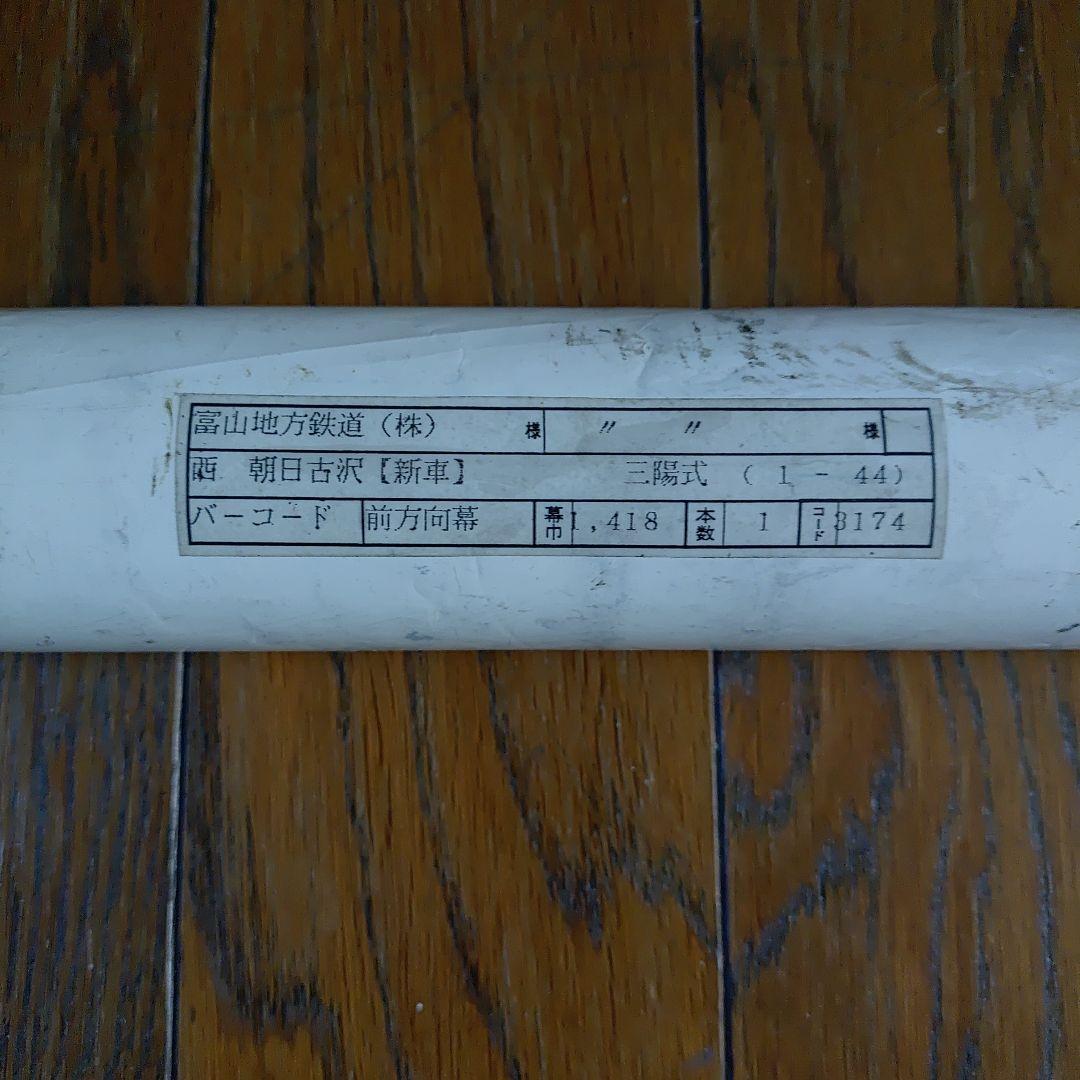 富山地方鉄道（株） 様 〃 〃 様
西 朝日古沢【新車】 三陽式 （ 1 － 44）
バーコード 前方向幕 幕巾 1,418 本数 1 コード 3174